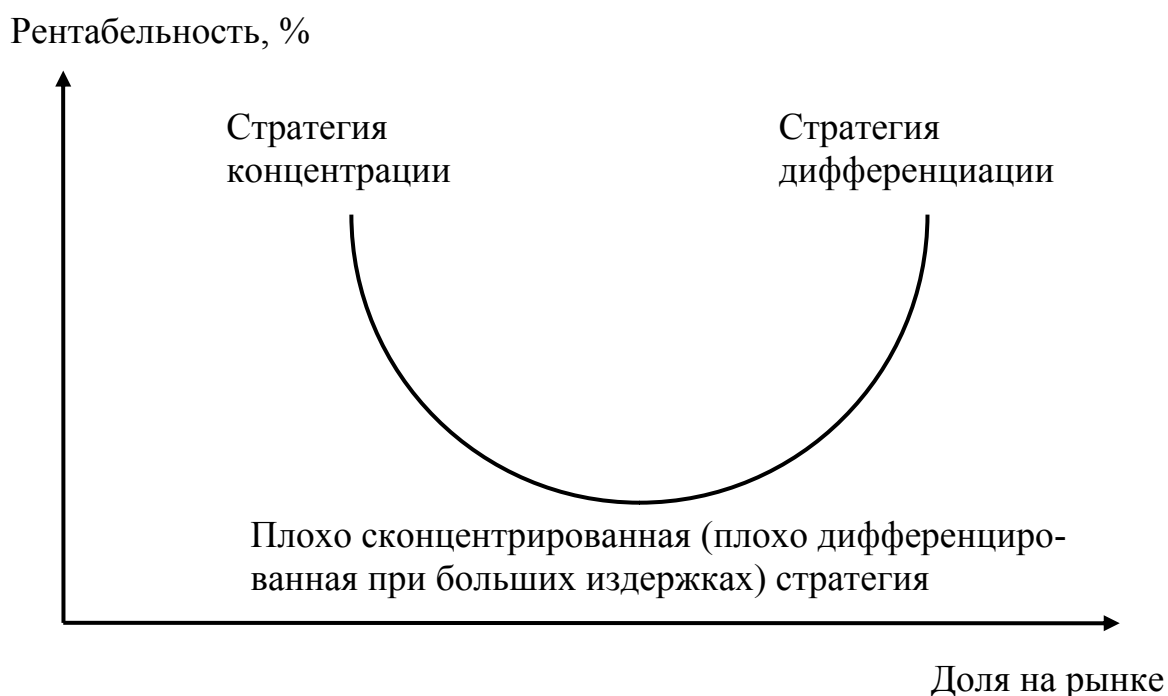 Рентабельность, %
Стратегия
концентрации
Стратегия
дифференциации
Плохо сконцентрированная (плохо дифференциро-
ванная при больших издержках) стратегия
Доля на рынке